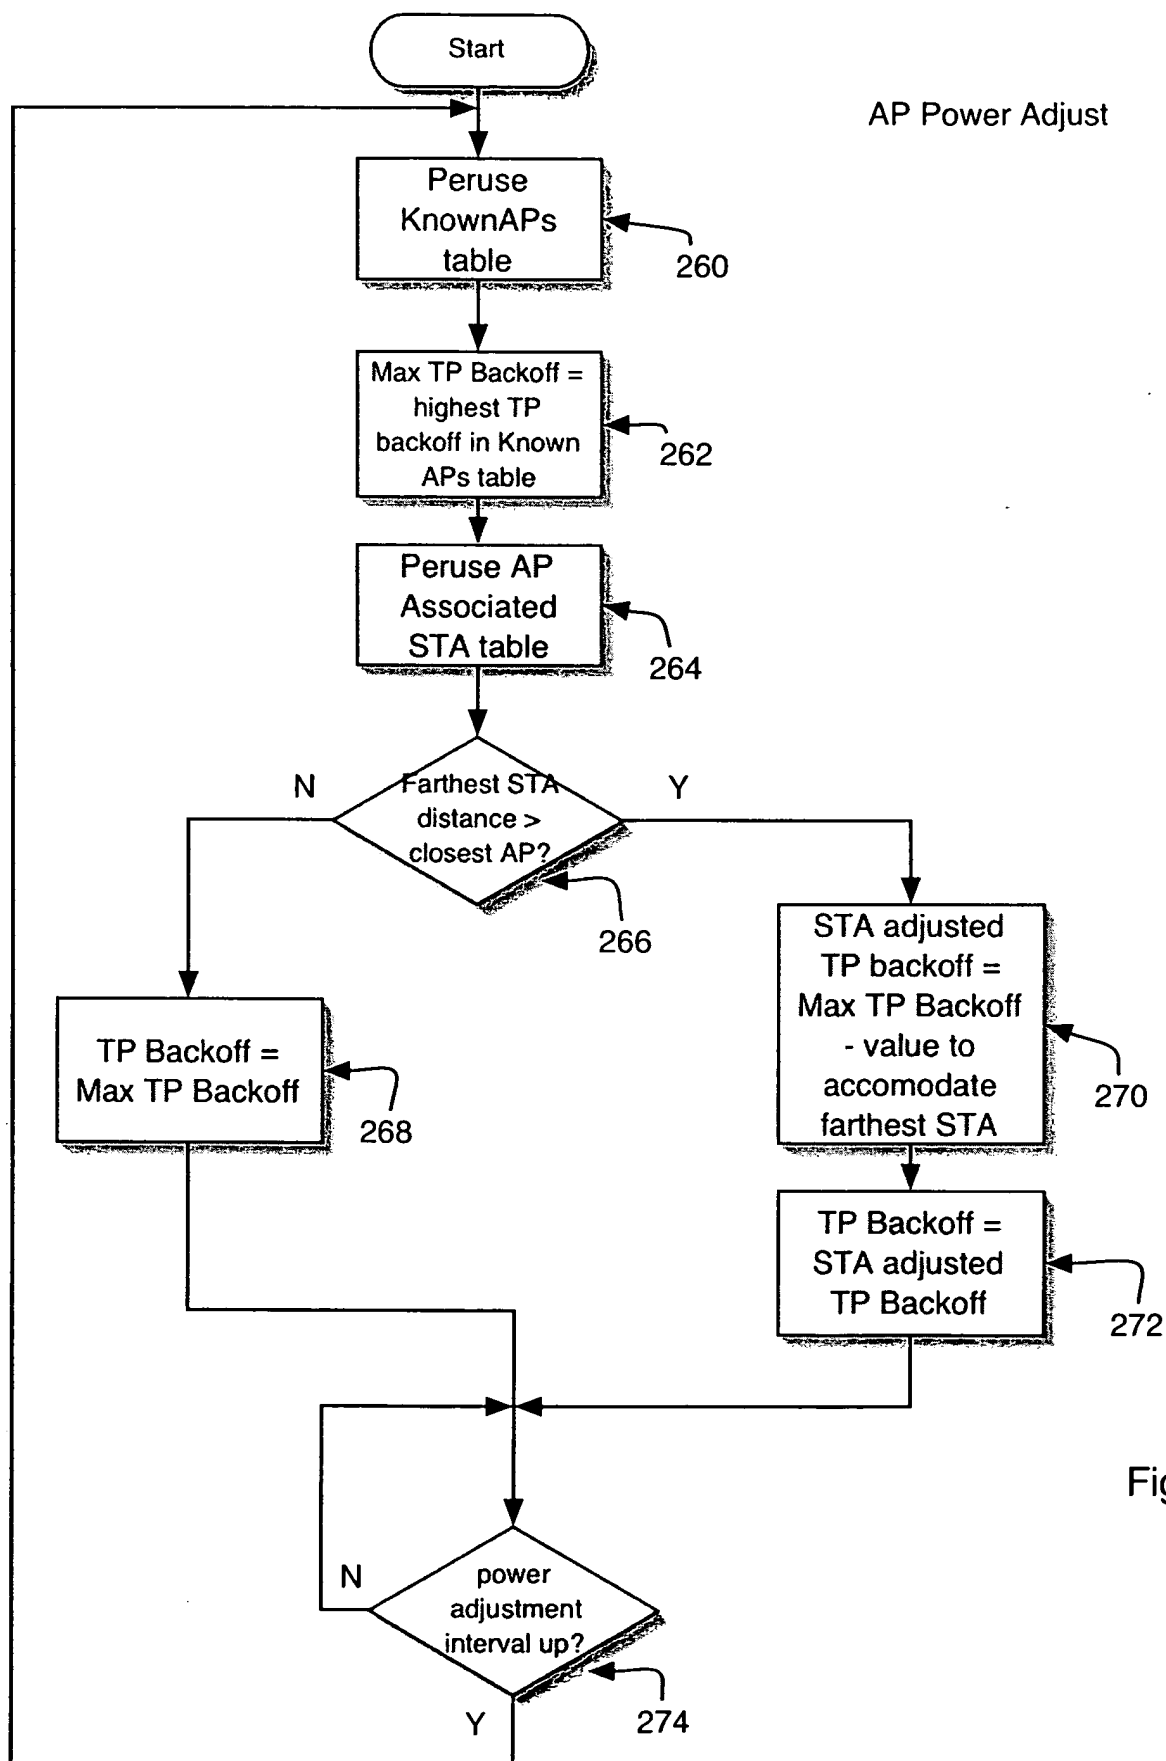 Start
AP Power Adjust
Peruse
KnownAPs
table
260
Max TP Backoff =
highest TP
backoff in Known
APs table
262
Peruse AP
Associated
STA table
264
N
Farthest STA
distance >
closest AP?
Y
266
STA adjusted
TP backoff =
Max TP Backoff
- value to
accomodate
farthest STA
270
TP Backoff =
Max TP Backoff
268
TP Backoff =
STA adjusted
TP Backoff
272
Fig
N
power
adjustment
interval up?
274
Y